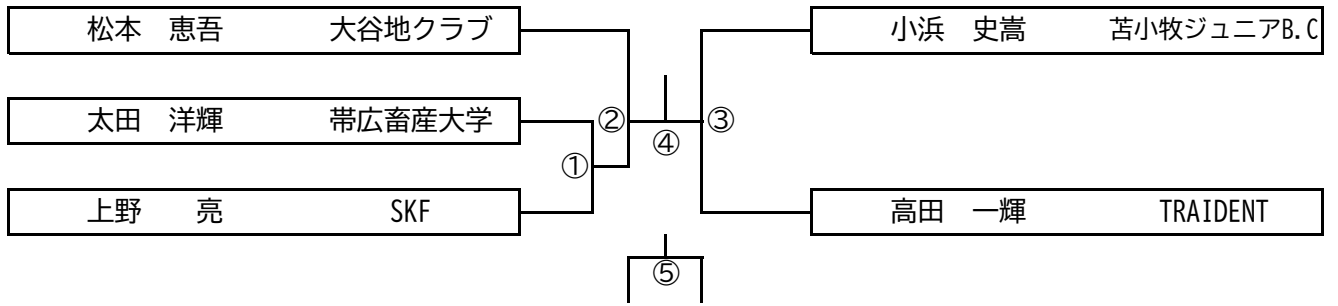 松本　恵吾　大谷地クラブ
小浜　史嵩　苫小牧ジュニアB.C
太田　洋輝　帯広畜産大学
②
③
④
①
上野　亮　SKF
高田　一輝　TRAIDENT
⑤